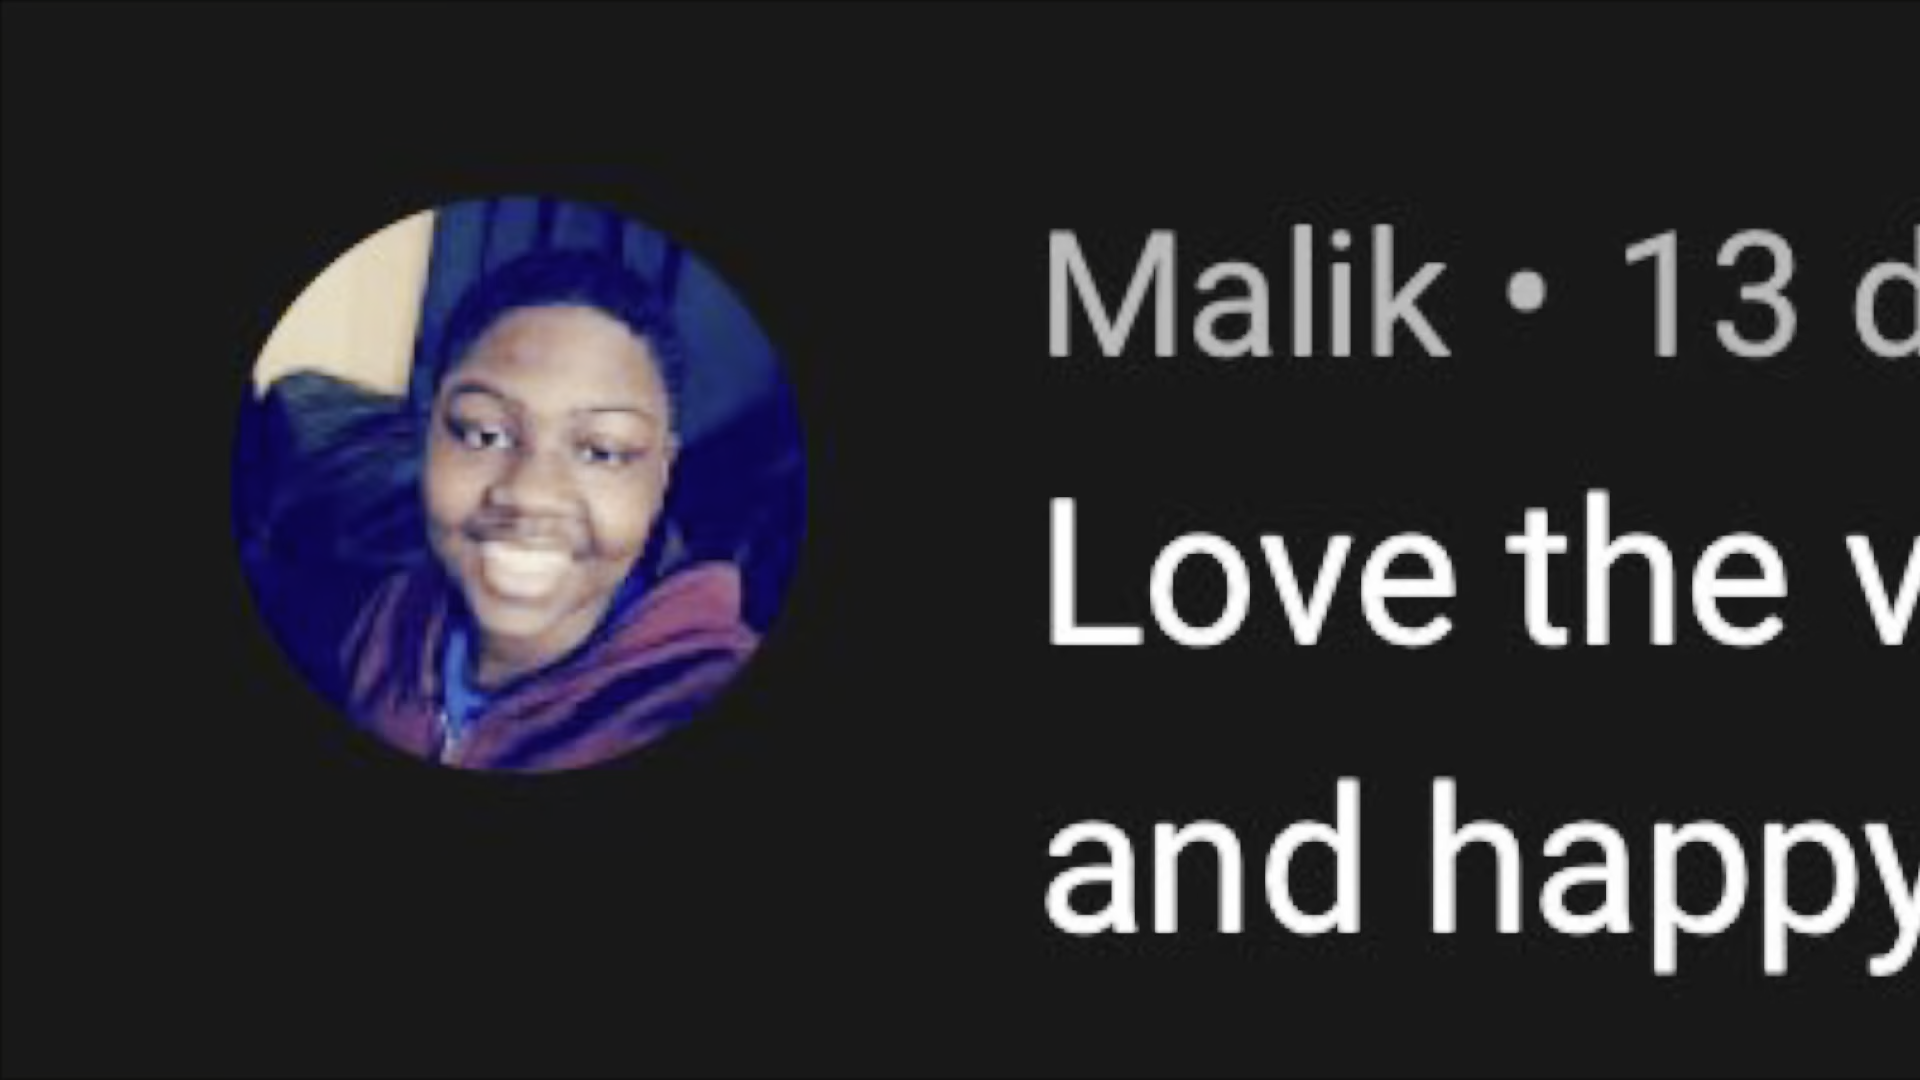 Malik • 13 d
Love the v
and happy